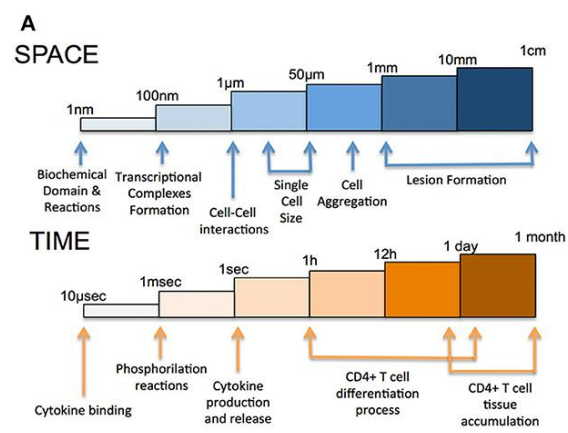 A
SPACE
1nm
100nm
1µm
50µm
1mm
10mm
1cm
Biochemical
Domain &
Reactions
Transcriptional
Complexes
Formation
Cell-Cell
interactions
Single
Cell
Size
Cell
Aggregation
Lesion Formation
TIME
10µsec
1msec
1sec
1h
12h
1 day
1 month
Cytokine binding
Phosphorilation
reactions
Cytokine
production
and release
CD4+ T cell
differentiation
process
CD4+ T cell
tissue
accumulation